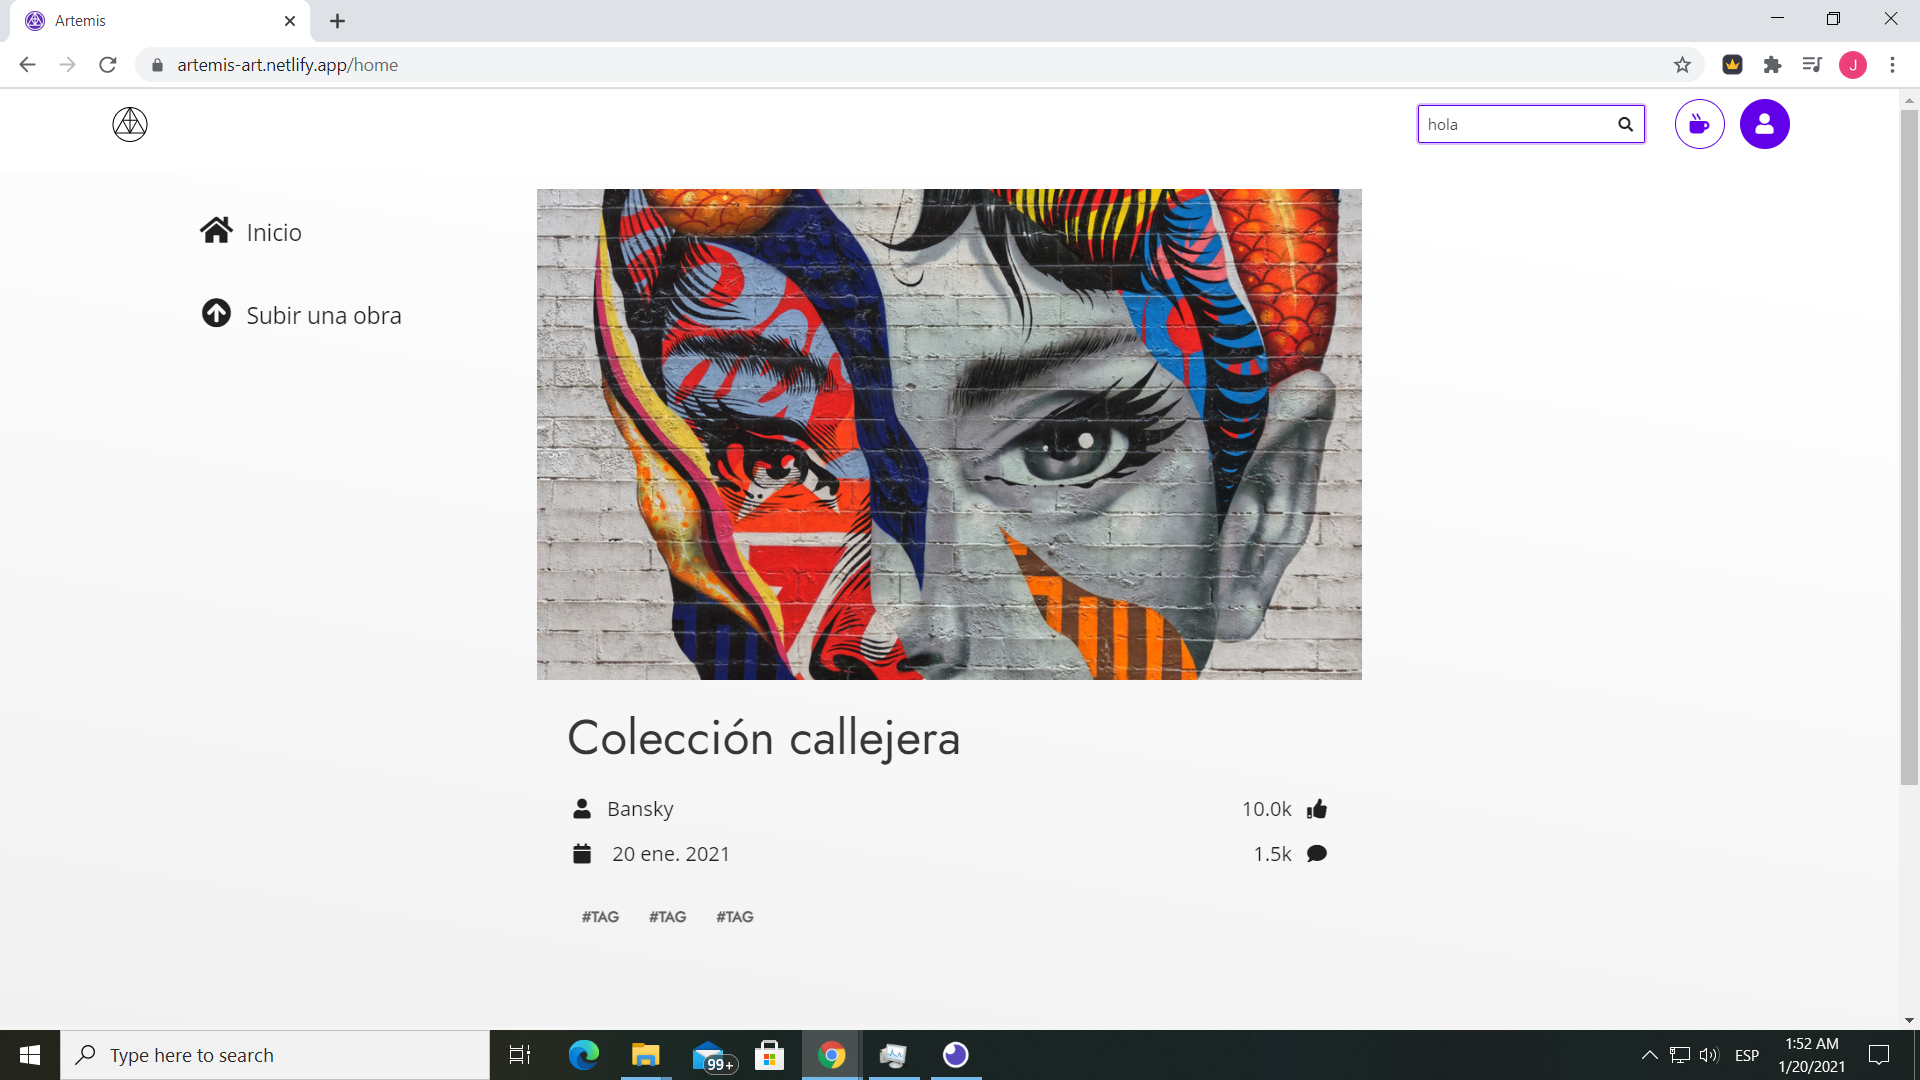 Artemis
artemis-art.netlify.app/home
J
hola
Inicio
Subir una obra
Colección callejera
Bansky
10.0k
20 ene. 2021
1.5k
#TAG #TAG #TAG
Type here to search
99+
ESP
1:52 AM
1/20/2021